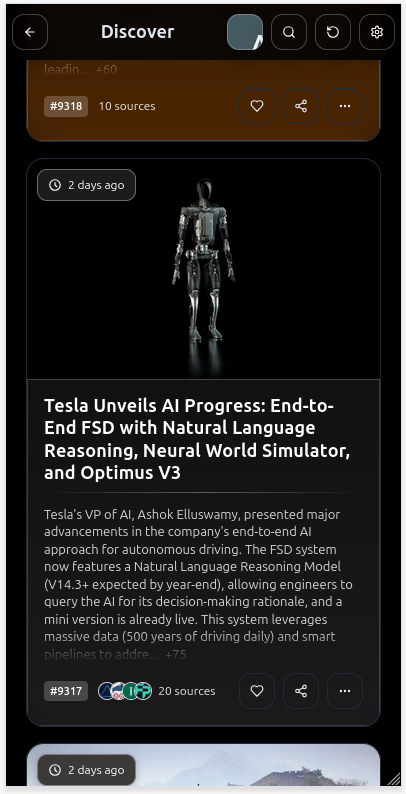 Discover
leadin... +60
#9318
10 sources
2 days ago
Tesla Unveils AI Progress: End-to-
End FSD with Natural Language
Reasoning, Neural World Simulator,
and Optimus V3
Tesla's VP of AI, Ashok Elluswamy, presented major
advancements in the company's end-to-end AI
approach for autonomous driving. The FSD system
now features a Natural Language Reasoning Model
(V14.3+ expected by year-end), allowing engineers to
query the AI for its decision-making rationale, and a
mini version is already live. This system leverages
massive data (500 years of driving daily) and smart
pipelines to addre... +75
#9317
20 sources
2 days ago